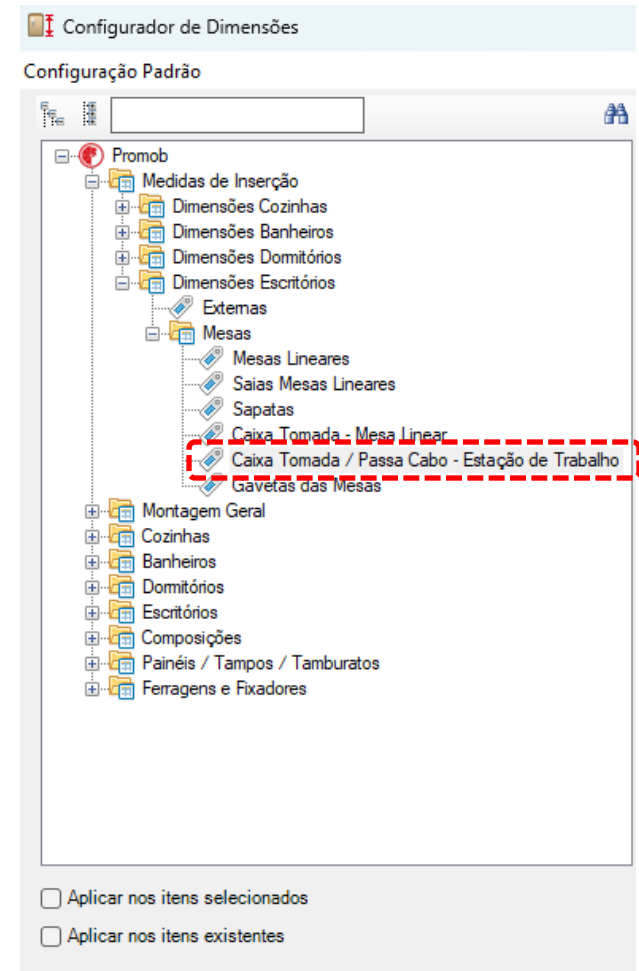 Configurador de Dimensões
Configuração Padrão
Promob
Medidas de Inserção
Dimensões Cozinhas
Dimensões Banheiros
Dimensões Dormitórios
Dimensões Escritórios
Externas
Mesas
Mesas Lineares
Saias Mesas Lineares
Sapatas
Caixa Tomada - Mesa Linear
Caixa Tomada / Passa Cabo - Estação de Trabalho
Gavetas das Mesas
Montagem Geral
Cozinhas
Banheiros
Dormitórios
Escritórios
Composições
Painéis / Tampos / Tamburatos
Ferragens e Fixadores
Aplicar nos itens selecionados
Aplicar nos itens existentes